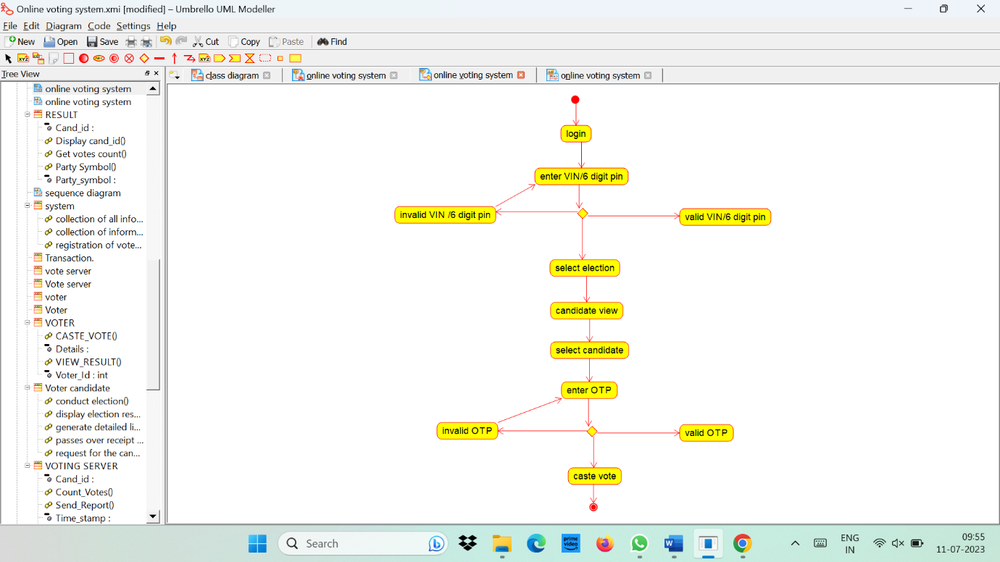 Online voting system.xmi [modified] – Umbrello UML Modeller
File Edit Diagram Code Settings Help
New Open Save Cut Copy Paste Find
Tree View
class diagram
online voting system
online voting system
online voting system
online voting system
online voting system
RESULT
Cand_id :
Display cand_id()
Get votes count()
Party Symbol()
Party_symbol :
sequence diagram
system
collection of all info...
collection of inform...
registration of vote...
Transaction.
vote server
Vote server
voter
Voter
VOTER
CASTE_VOTE()
Details :
VIEW_RESULT()
Voter_Id : int
Voter candidate
conduct election()
display election res...
generate detailed li...
passes over receipt ...
request for the can...
VOTING SERVER
Cand_id :
Count_Votes()
Send_Report()
Time_stamp :
login
enter VIN/6 digit pin
invalid VIN /6 digit pin
valid VIN/6 digit pin
select election
candidate view
select candidate
enter OTP
invalid OTP
valid OTP
caste vote
Search
prime
video
ENG
IN
09:55
11-07-2023